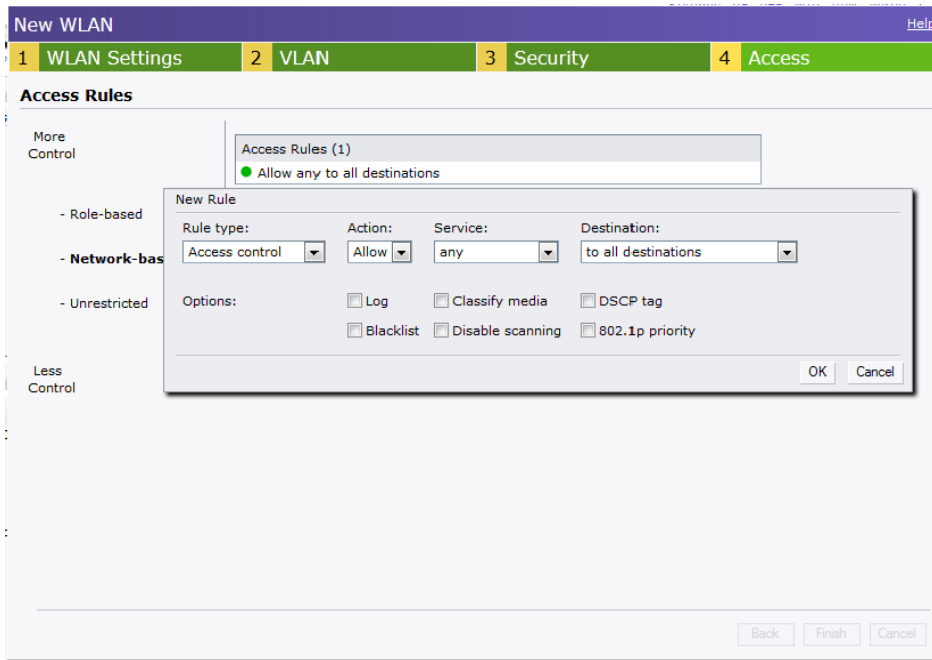 New WLAN
Help
1 WLAN Settings 2 VLAN 3 Security 4 Access
Access Rules
More
Control
- Role-based
- Network-bas
- Unrestricted
Less
Control
Access Rules (1)
Allow any to all destinations
New Rule
Rule type: Action: Service: Destination:
Access control Allow any to all destinations
Options: Log Classify media DSCP tag
Blacklist Disable scanning 802.1p priority
OK Cancel
Back Finish Cancel